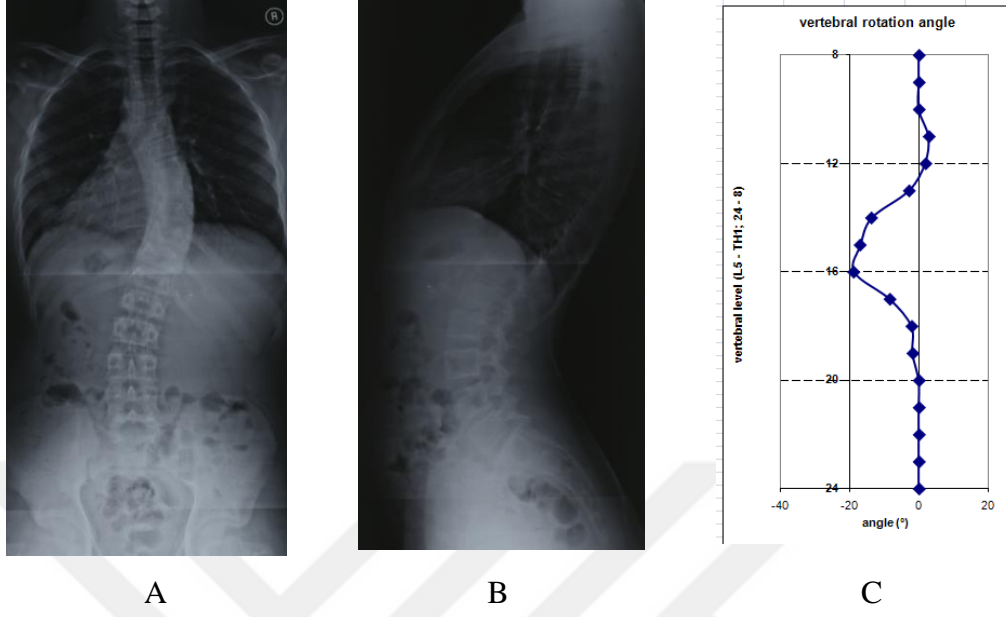 R
vertebral rotation angle
8
12
16
20
24
-40
-20
0
20
vertebral level (L5 - TH1; 24 - 8)
angle (°)
A
B
C